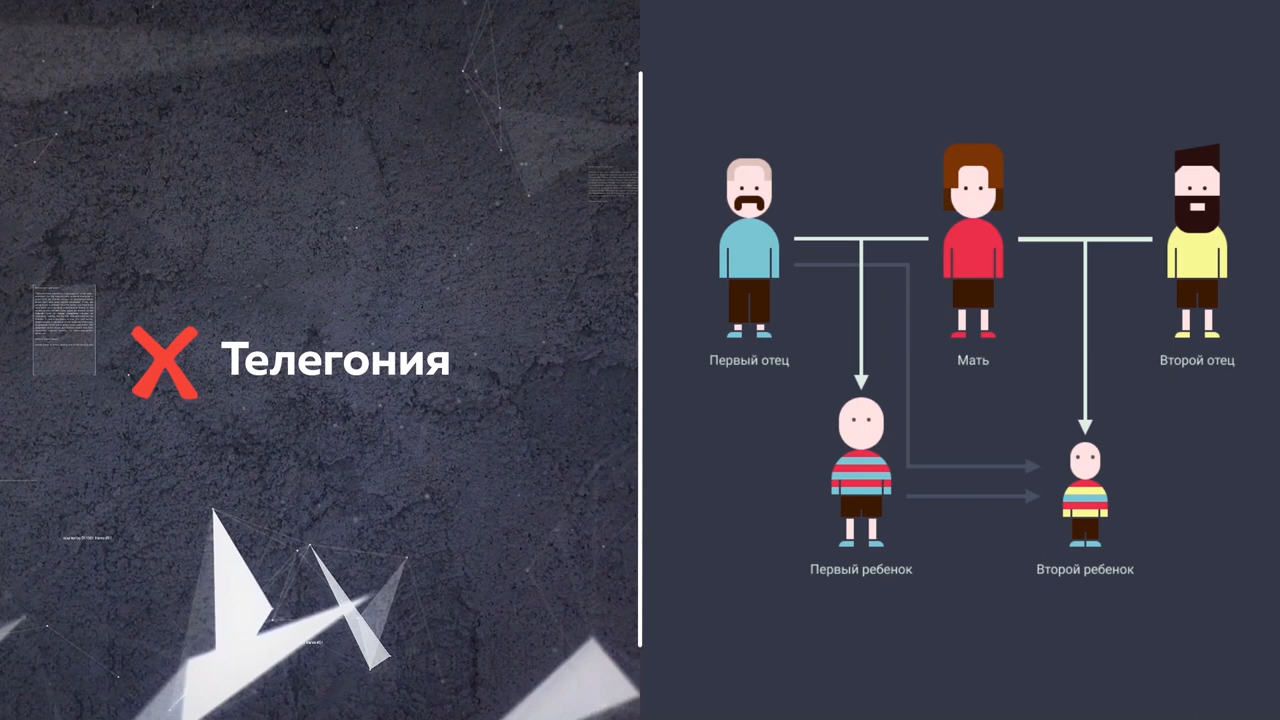 Телегония
Первый отец
Мать
Второй отец
Первый ребенок
Второй ребенок